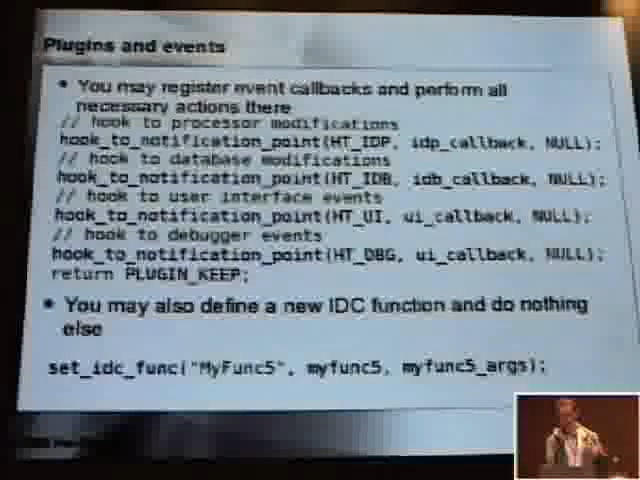 Plugins and events
• You may register event callbacks and perform all
necessary actions there
// hook to processor modifications
hook_to_notification_point(HT_IDP, idp_callback, NULL);
// hook to database modifications
hook_to_notification_point(HT_IDB, idb_callback, NULL);
// hook to user interface events
hook_to_notification_point(HT_UI, ui_callback, NULL);
// hook to debugger events
hook_to_notification_point(HT_DBG, ui_callback, NULL);
return PLUGIN_KEEP;
• You may also define a new IDC function and do nothing
else
set_idc_func("MyFunc5", myfunc5, myfunc5_args);